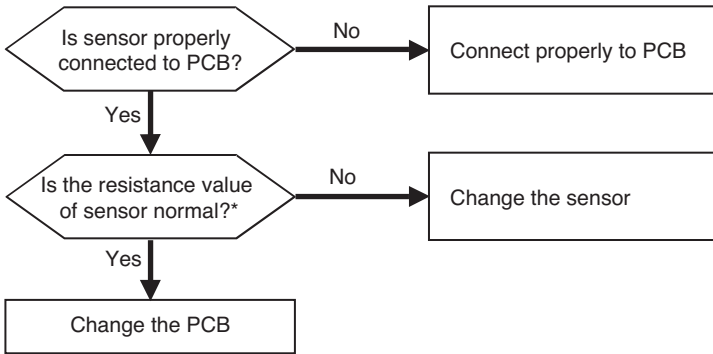 Is sensor properly
connected to PCB?
No
Connect properly to PCB
Yes
Is the resistance value
of sensor normal?*
No
Change the sensor
Yes
Change the PCB